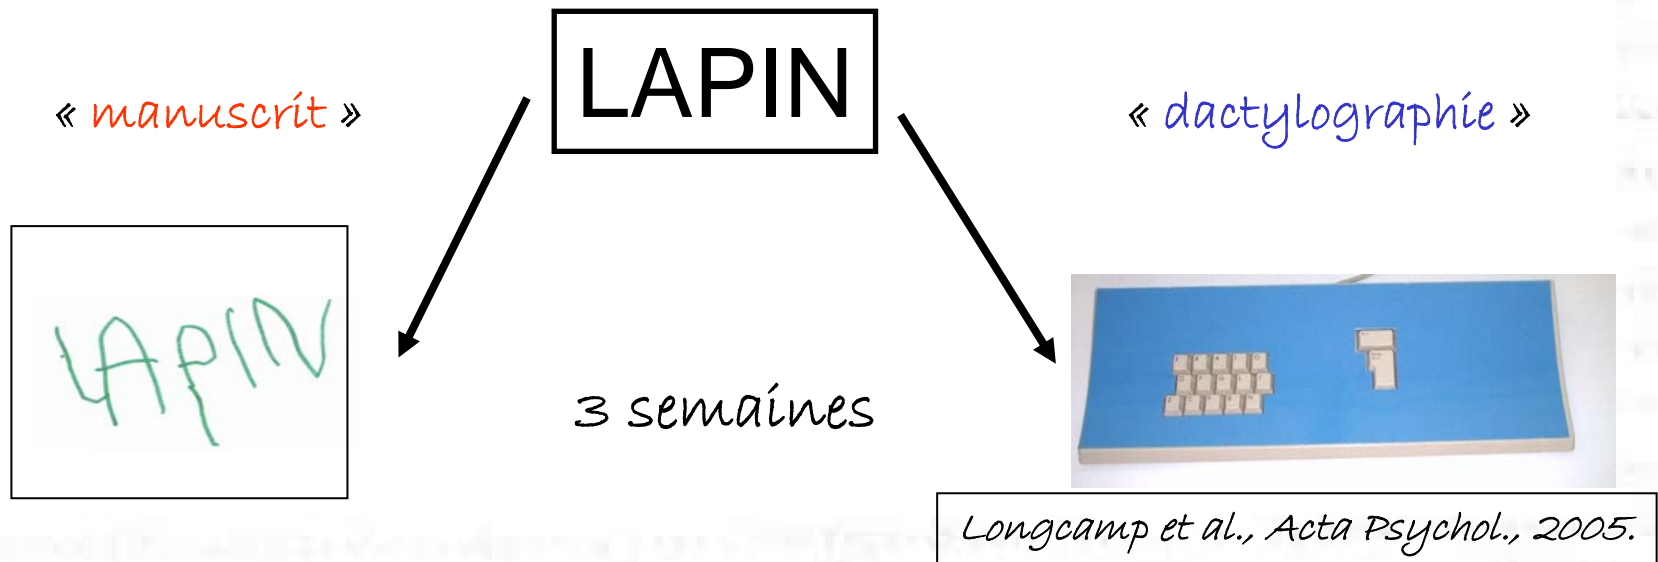 LAPIN
« manuscrit »
« dactylographie »
LAPIN
3 semaines
Longcamp et al., Acta Psychol., 2005.